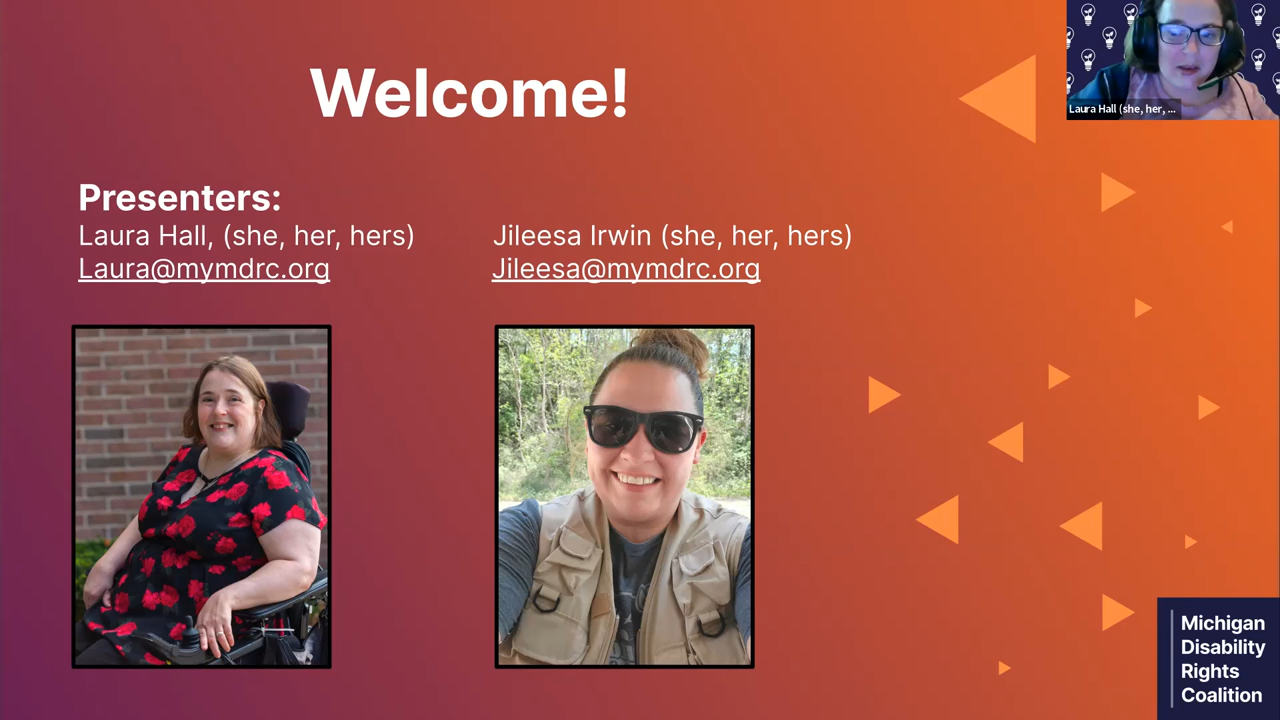 Welcome!
Laura Hall (she, her, ...
Presenters:
Laura Hall, (she, her, hers)
Laura@mymdrc.org
Jileesa Irwin (she, her, hers)
Jileesa@mymdrc.org
Michigan
Disability
Rights
Coalition